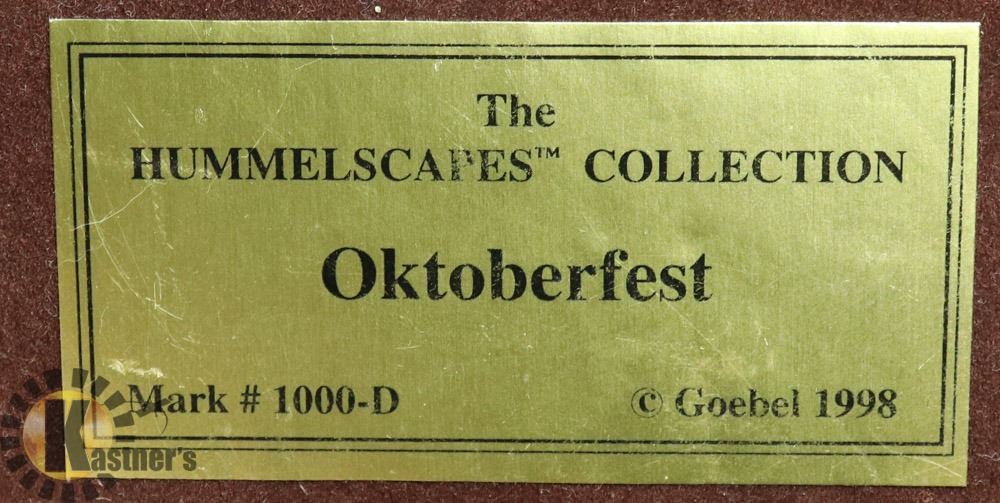 The
HUMMELSCAPES™ COLLECTION
Oktoberfest
Mark # 1000-D
© Goebel 1998
Kastner's